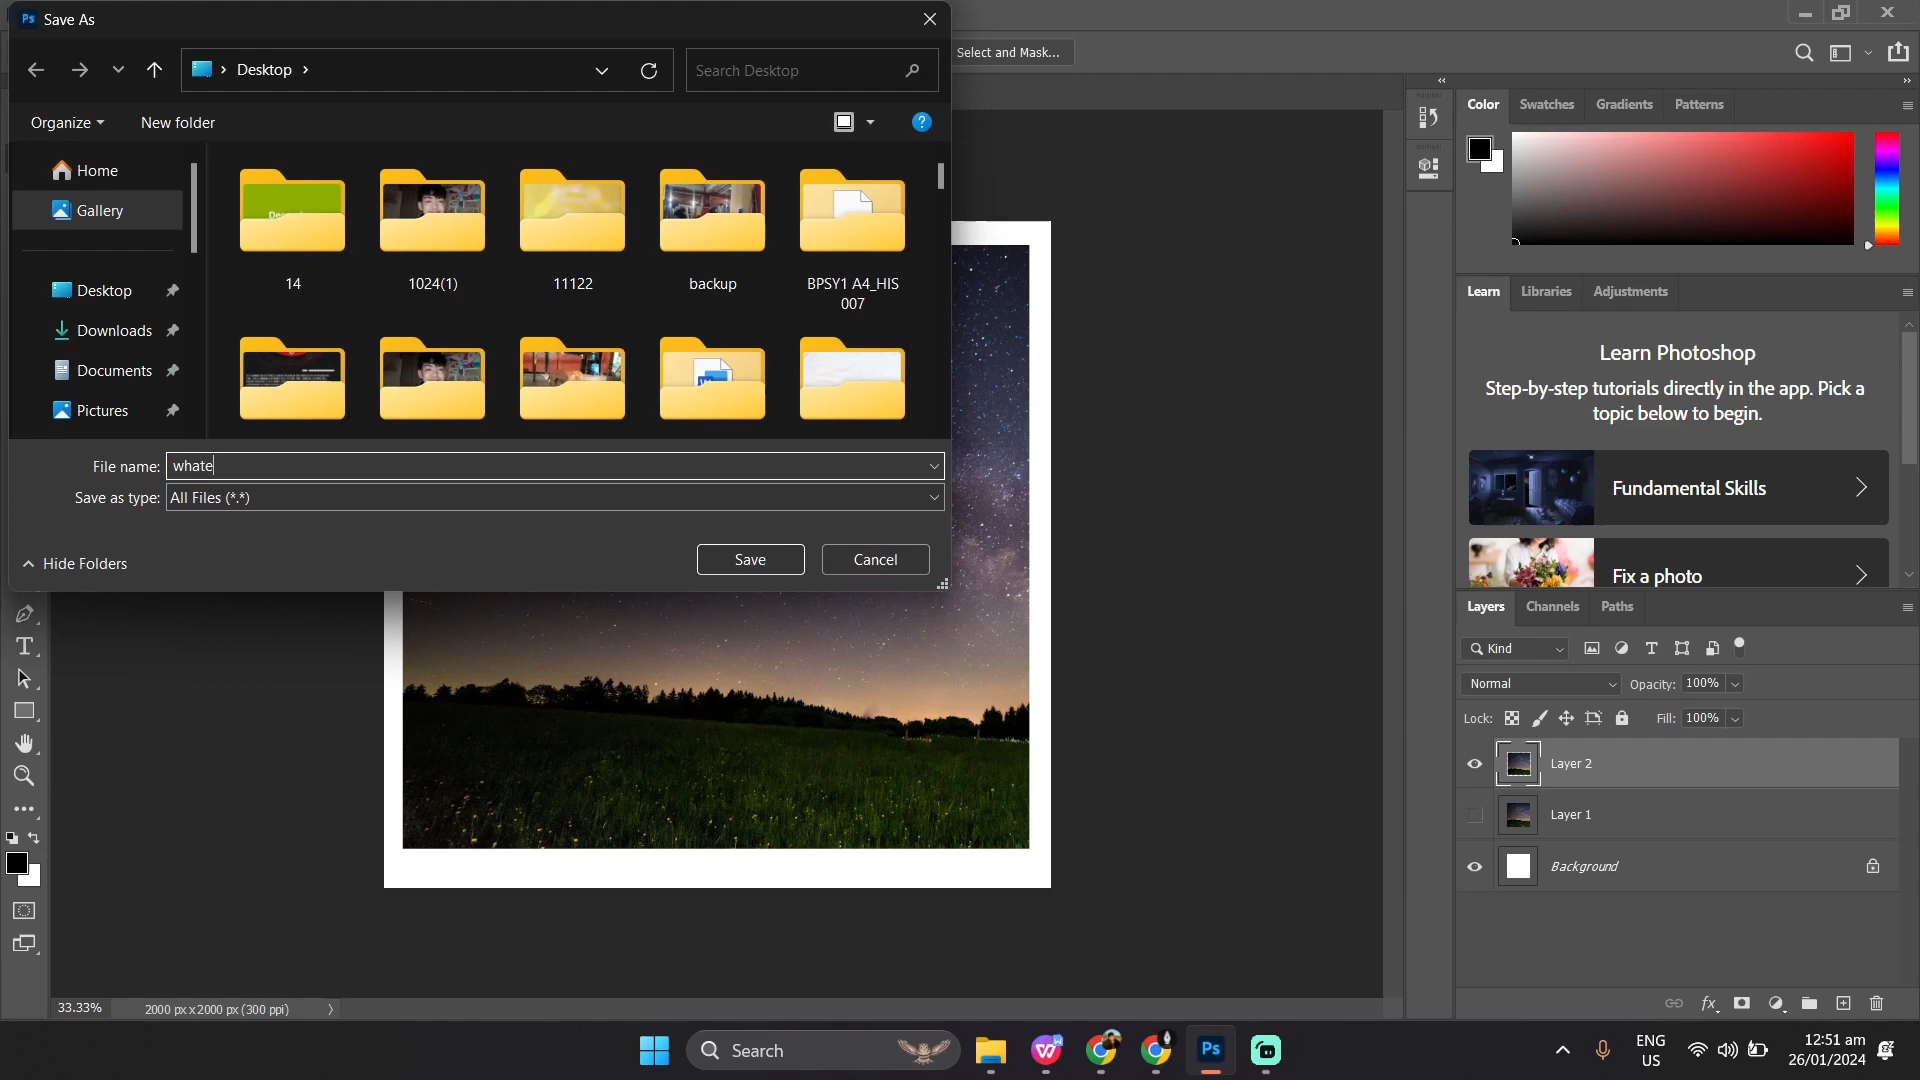 Ps Save As
Select and Mask...
Desktop
Search Desktop
Organize
New folder
Home
Gallery
Desktop
Downloads
Documents
Pictures
14
1024(1)
11122
backup
BPSY1 A4_HIS
007
File name: whate
Save as type: All Files (*.*)
Hide Folders
Save
Cancel
Color
Swatches
Gradients
Patterns
Learn
Libraries
Adjustments
Learn Photoshop
Step-by-step tutorials directly in the app. Pick a
topic below to begin.
Fundamental Skills
Fix a photo
Layers
Channels
Paths
Kind
Normal
Opacity: 100%
Lock:
Fill: 100%
Layer 2
Layer 1
Background
fx
33.33%
2000 px x 2000 px (300 ppi)
Search
Ps
ENG
US
12:51 am
26/01/2024